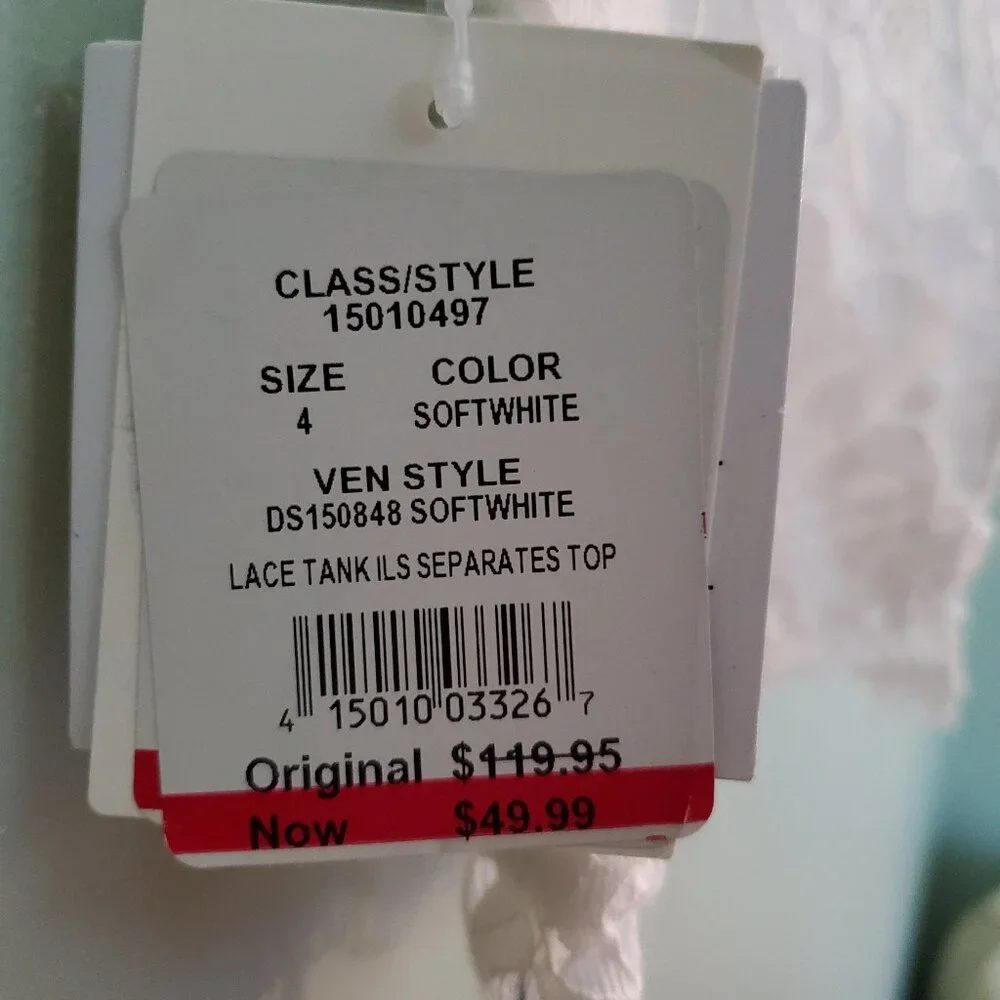 CLASS/STYLE
15010497
SIZE COLOR
4 SOFTWHITE
VEN STYLE
DS150848 SOFTWHITE
LACE TANK ILS SEPARATES TOP
4 15010 03326 7
Original $119.95
Now $49.99